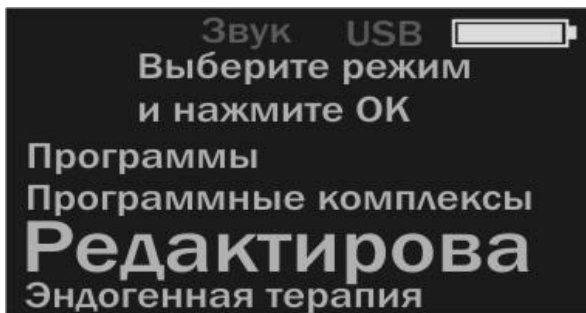 Звук USB
Выберите режим
и нажмите ОК
Программы
Программные комплексы
Редактирова
Эндогенная терапия